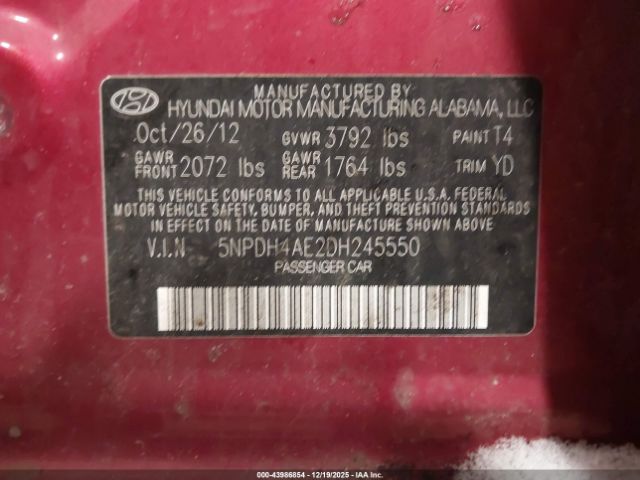 MANUFACTURED BY
HYUNDAI MOTOR MANUFACTURING ALABAMA, LLC
Oct/26/12 GVWR 3792 lbs PAINT T4
GAWR FRONT 2072 lbs GAWR REAR 1764 lbs TRIM YD
THIS VEHICLE CONFORMS TO ALL APPLICABLE U.S.A. FEDERAL
MOTOR VEHICLE SAFETY, BUMPER, AND THEFT PREVENTION STANDARDS
IN EFFECT ON THE DATE OF MANUFACTURE SHOWN ABOVE.
V.I.N 5NPDH4AE2DH245550
PASSENGER CAR
000-43986854 - 12/19/2025 - © IAA Holdings, LLC.